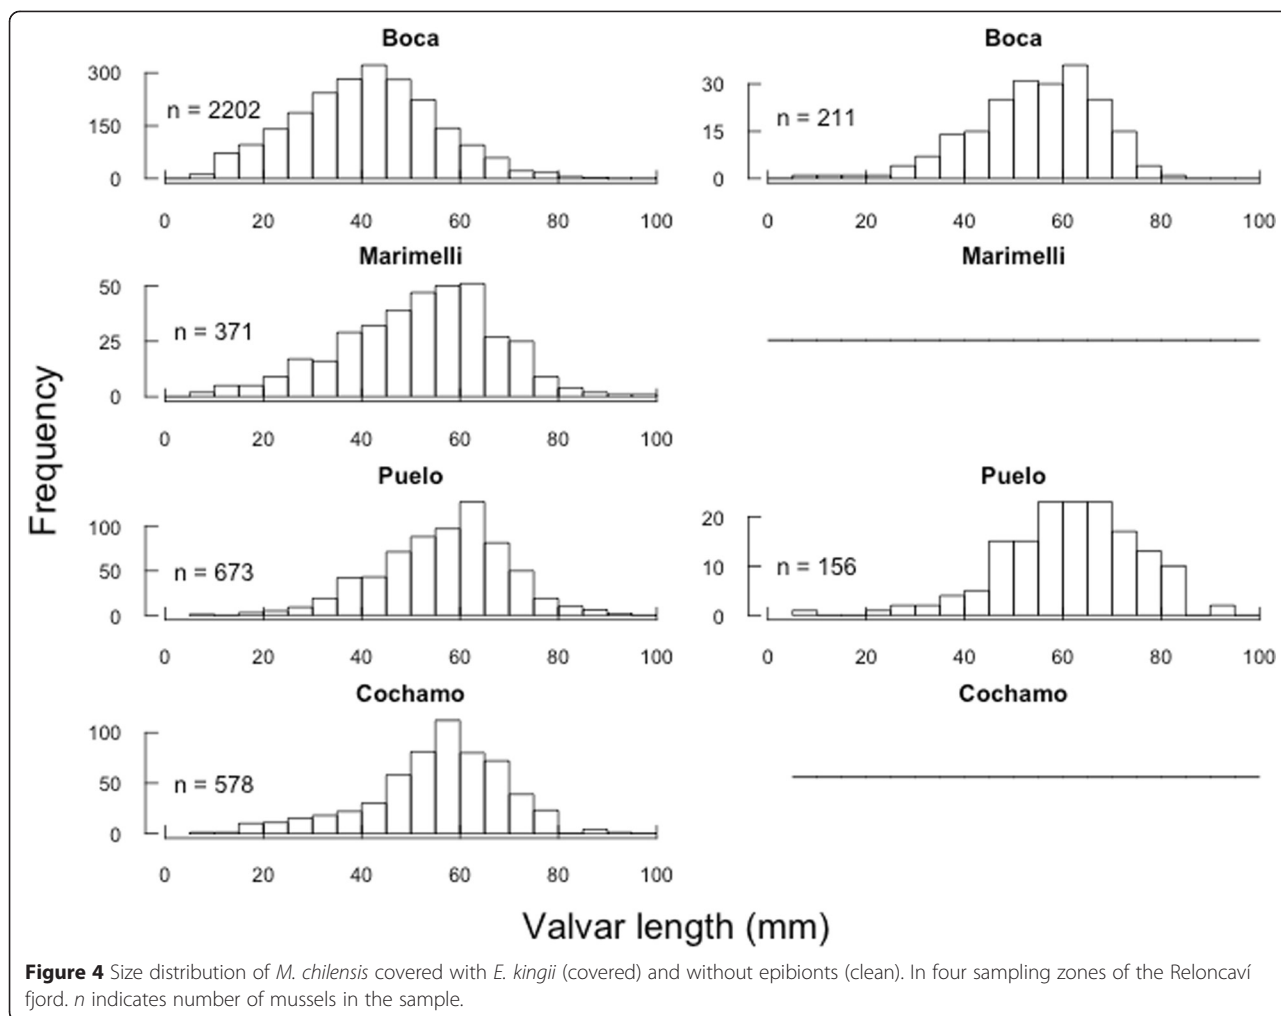 Boca
300
150
0
n = 2202
0 20 40 60 80 100
Boca
30
15
0
n = 211
0 20 40 60 80 100
Marimelli
50
25
0
n = 371
0 20 40 60 80 100
Marimelli
Puelo
100
50
0
n = 673
0 20 40 60 80 100
Puelo
20
10
0
n = 156
0 20 40 60 80 100
Cochamo
100
50
0
n = 578
0 20 40 60 80 100
Cochamo
Frequency
Valvar length (mm)
Figure 4 Size distribution of M. chilensis covered with E. kingii (covered) and without epibionts (clean). In four sampling zones of the Reloncaví
fjord. n indicates number of mussels in the sample.